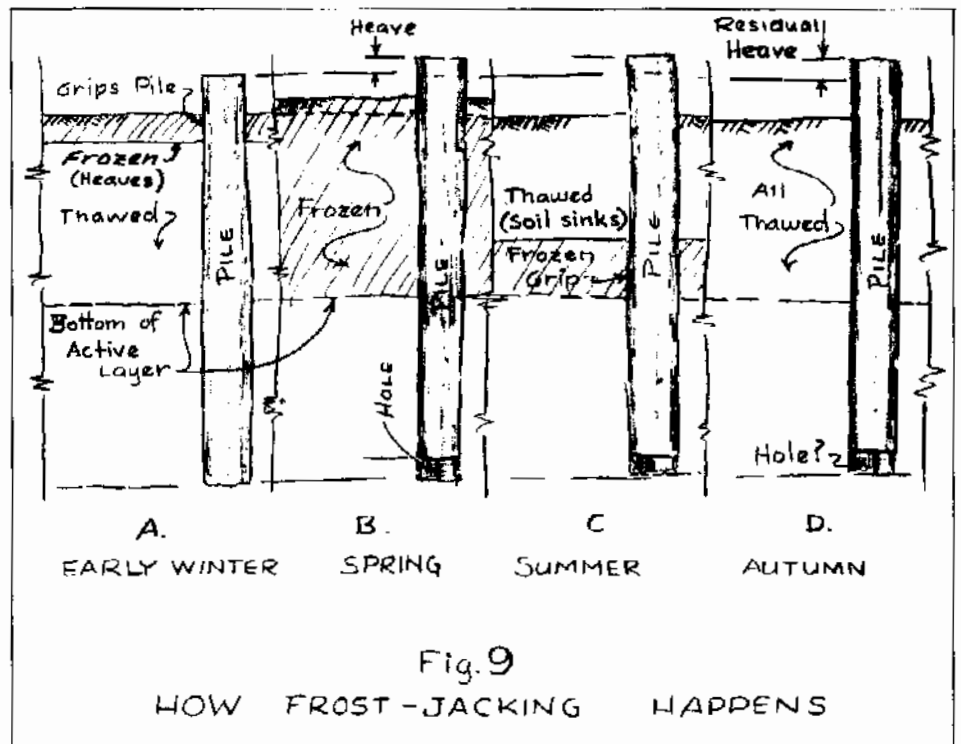 Heave
Residual
Heave
Grips Pile
Frozen
(Heaves)
Thawed
PILE
Bottom of
Active
Layer
Frozen
PILE
HOLE
Thawed
(Soil sinks)
Frozen
Grip
PILE
All
Thawed
PILE
Hole?
A.
EARLY WINTER
B.
SPRING
C
SUMMER
D.
AUTUMN
Fig. 9
HOW FROST-JACKING HAPPENS